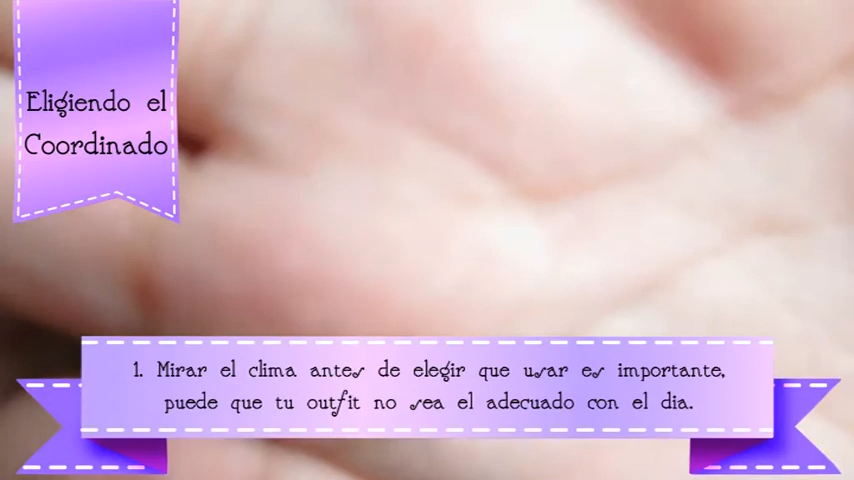 Eligiendo el
Coordinado
1. Mirar el clima antes de elegir que usar es importante,
puede que tu outfit no sea el adecuado con el dia.